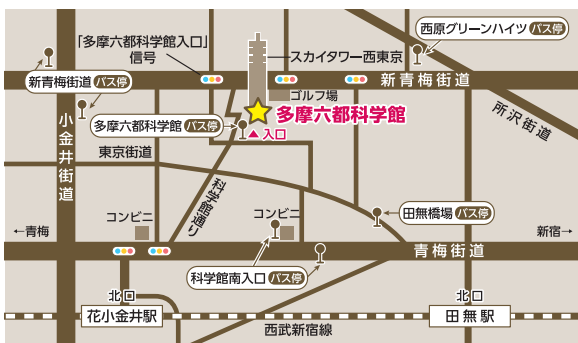 西原グリーンハイツ バス停
「多摩六都科学館入口」
信号
スカイタワー西東京
新青梅街道 バス停
新青梅街道
ゴルフ場
所沢街道
多摩六都科学館
多摩六都科学館 バス停
▲入口
小金井街道
東京街道
科学館通り
コンビニ
コンビニ
田無橋場 バス停
←青梅
新宿→
青梅街道
科学館南入口 バス停
北口
花小金井駅
北口
田無駅
西武新宿線